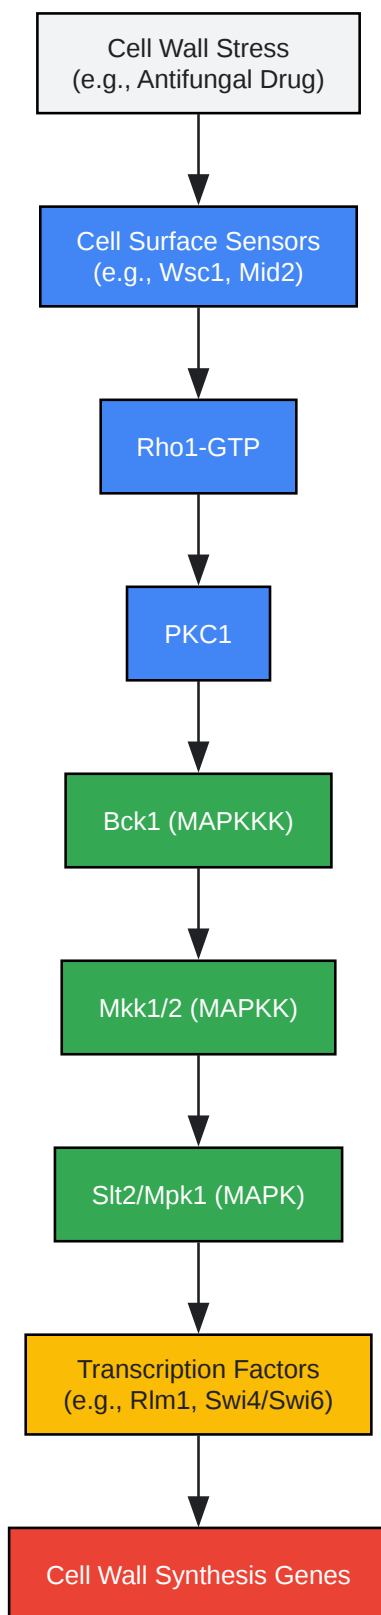 Cell Wall Stress
(e.g., Antifungal Drug)
Cell Surface Sensors
(e.g., Wsc1, Mid2)
Rho1-GTP
PKC1
Bck1 (MAPKKK)
Mkk1/2 (MAPKK)
Slt2/Mpk1 (MAPK)
Transcription Factors
(e.g., Rlm1, Swi4/Swi6)
Cell Wall Synthesis Genes